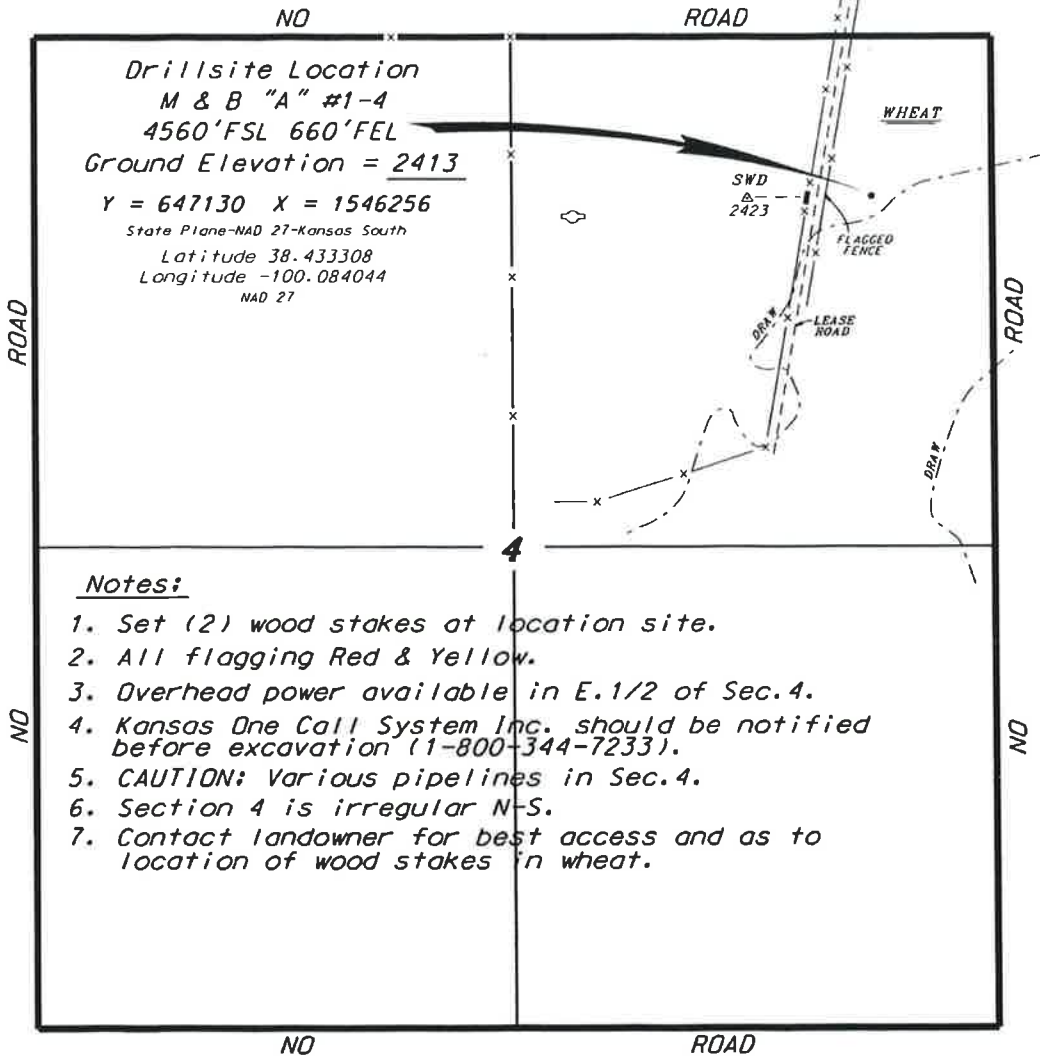 NO ROAD
Drillsite Location
M & B "A" #1-4
4560'FSL 660'FEL
Ground Elevation = 2413
Y = 647130 X = 1546256
State Plane-NAD 27-Kansas South
Latitude 38.433308
Longitude -100.084044
NAD 27
WHEAT
SWD
2423
FLAGGED
FENCE
DRAW
LEASE
ROAD
DRAW
ROAD
ROAD
4
Notes:
1. Set (2) wood stakes at location site.
2. All flagging Red & Yellow.
3. Overhead power available in E.1/2 of Sec.4.
4. Kansas One Call System Inc. should be notified
before excavation (1-800-344-7233).
5. CAUTION: Various pipelines in Sec.4.
6. Section 4 is irregular N-S.
7. Contact landowner for best access and as to
location of wood stakes in wheat.
NO
NO
NO ROAD